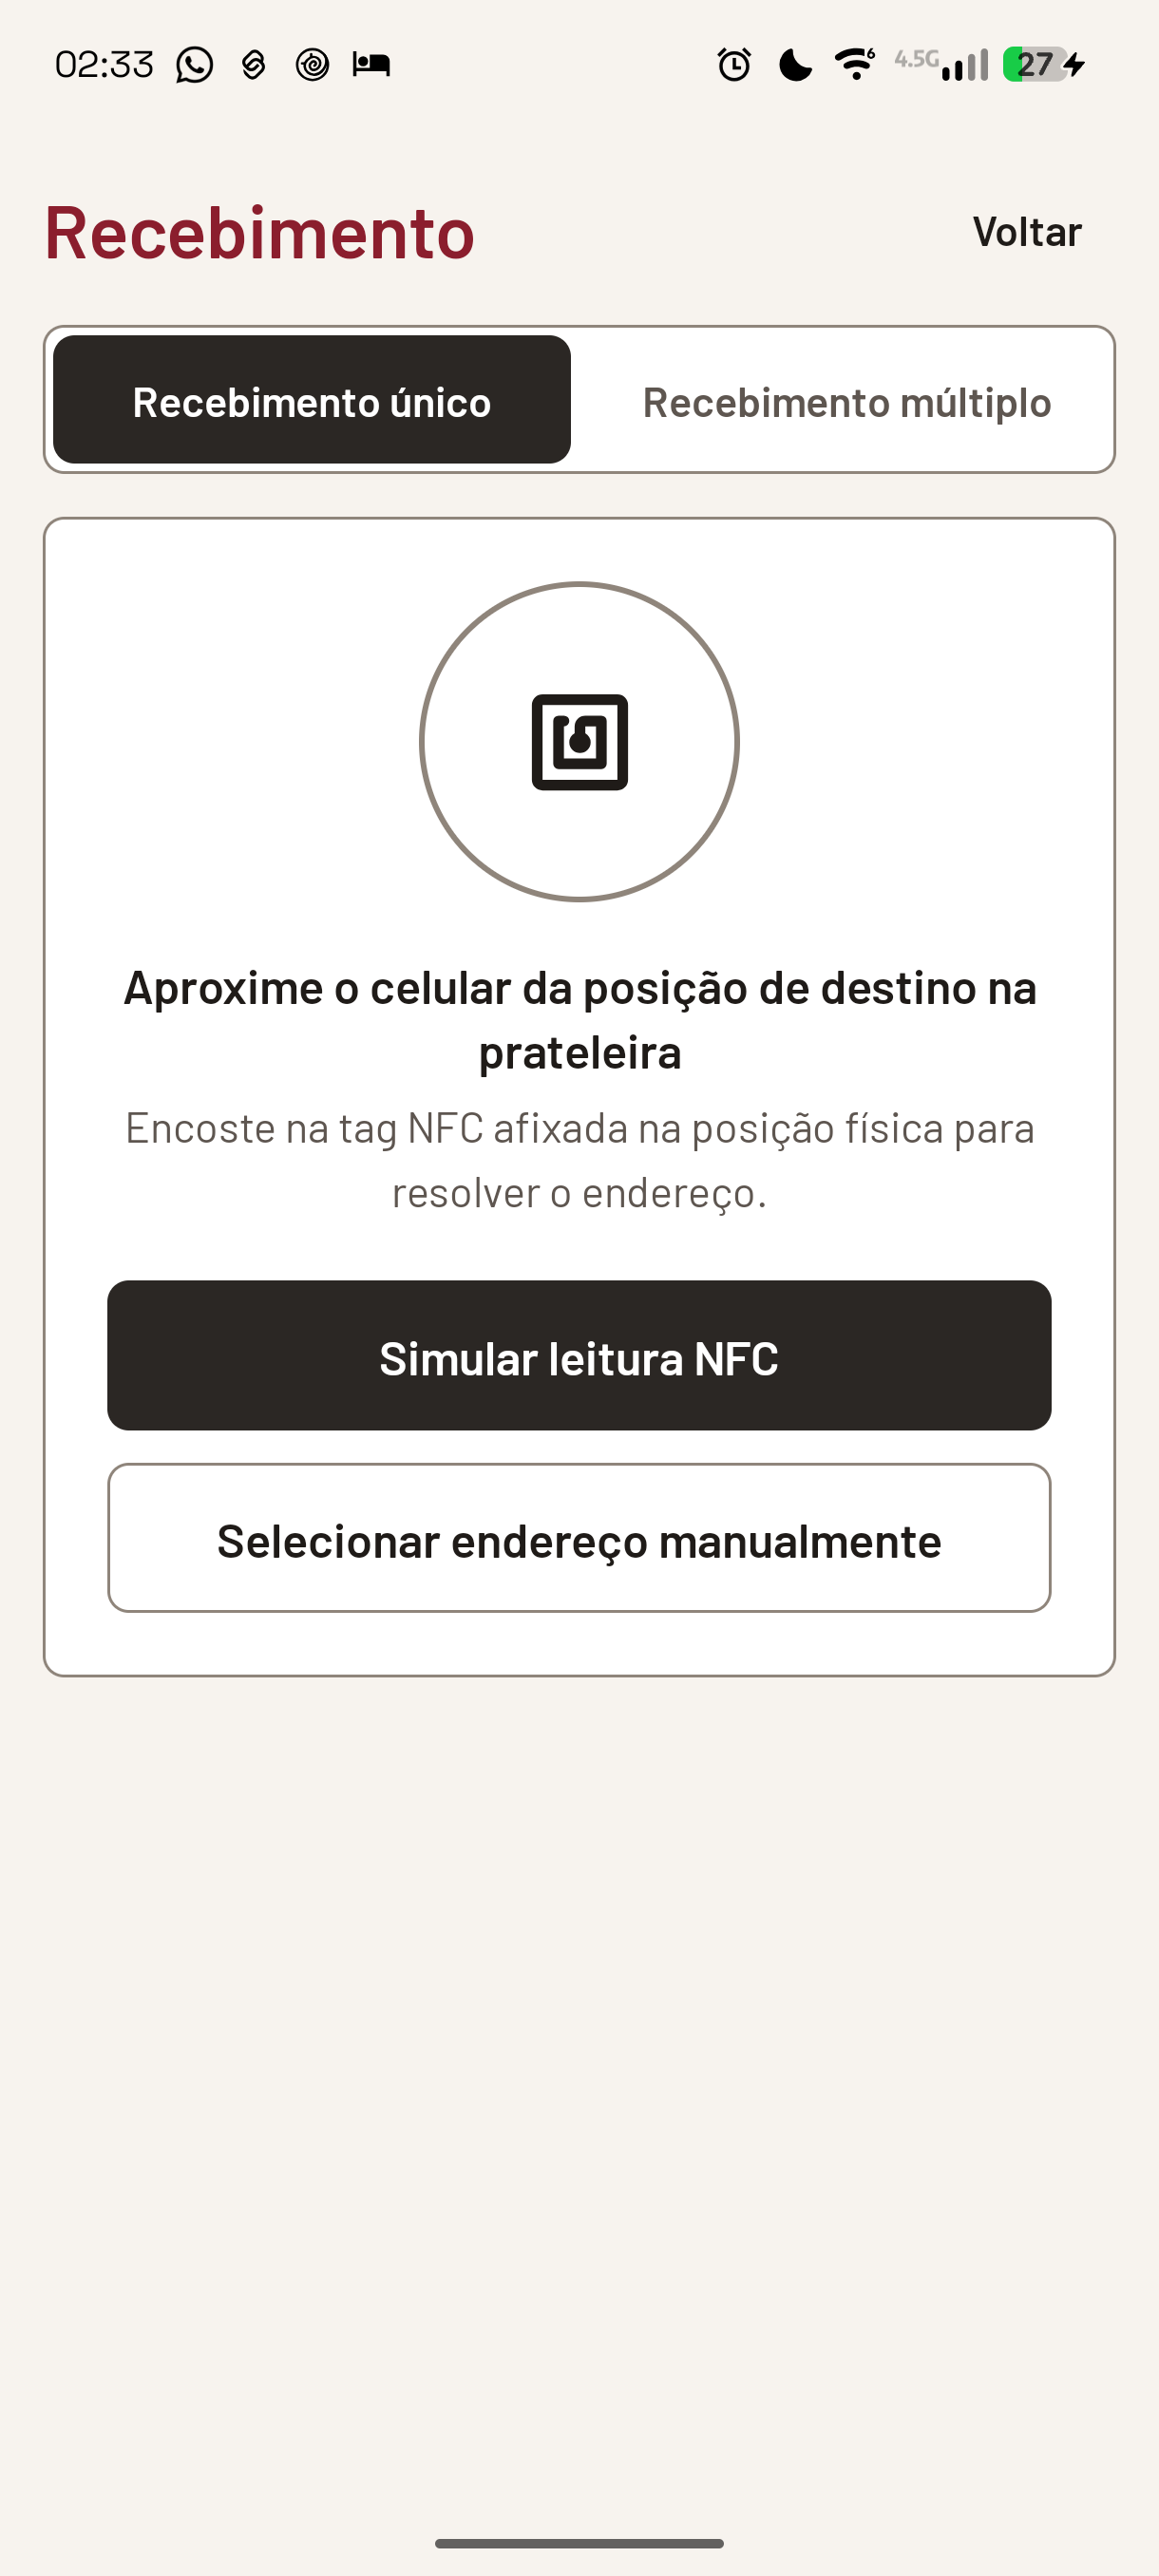 02:33
6
4.5G
27
Recebimento
Voltar
Recebimento único
Recebimento múltiplo
Aproxime o celular da posição de destino na
prateleira
Encoste na tag NFC afixada na posição física para
resolver o endereço.
Simular leitura NFC
Selecionar endereço manualmente